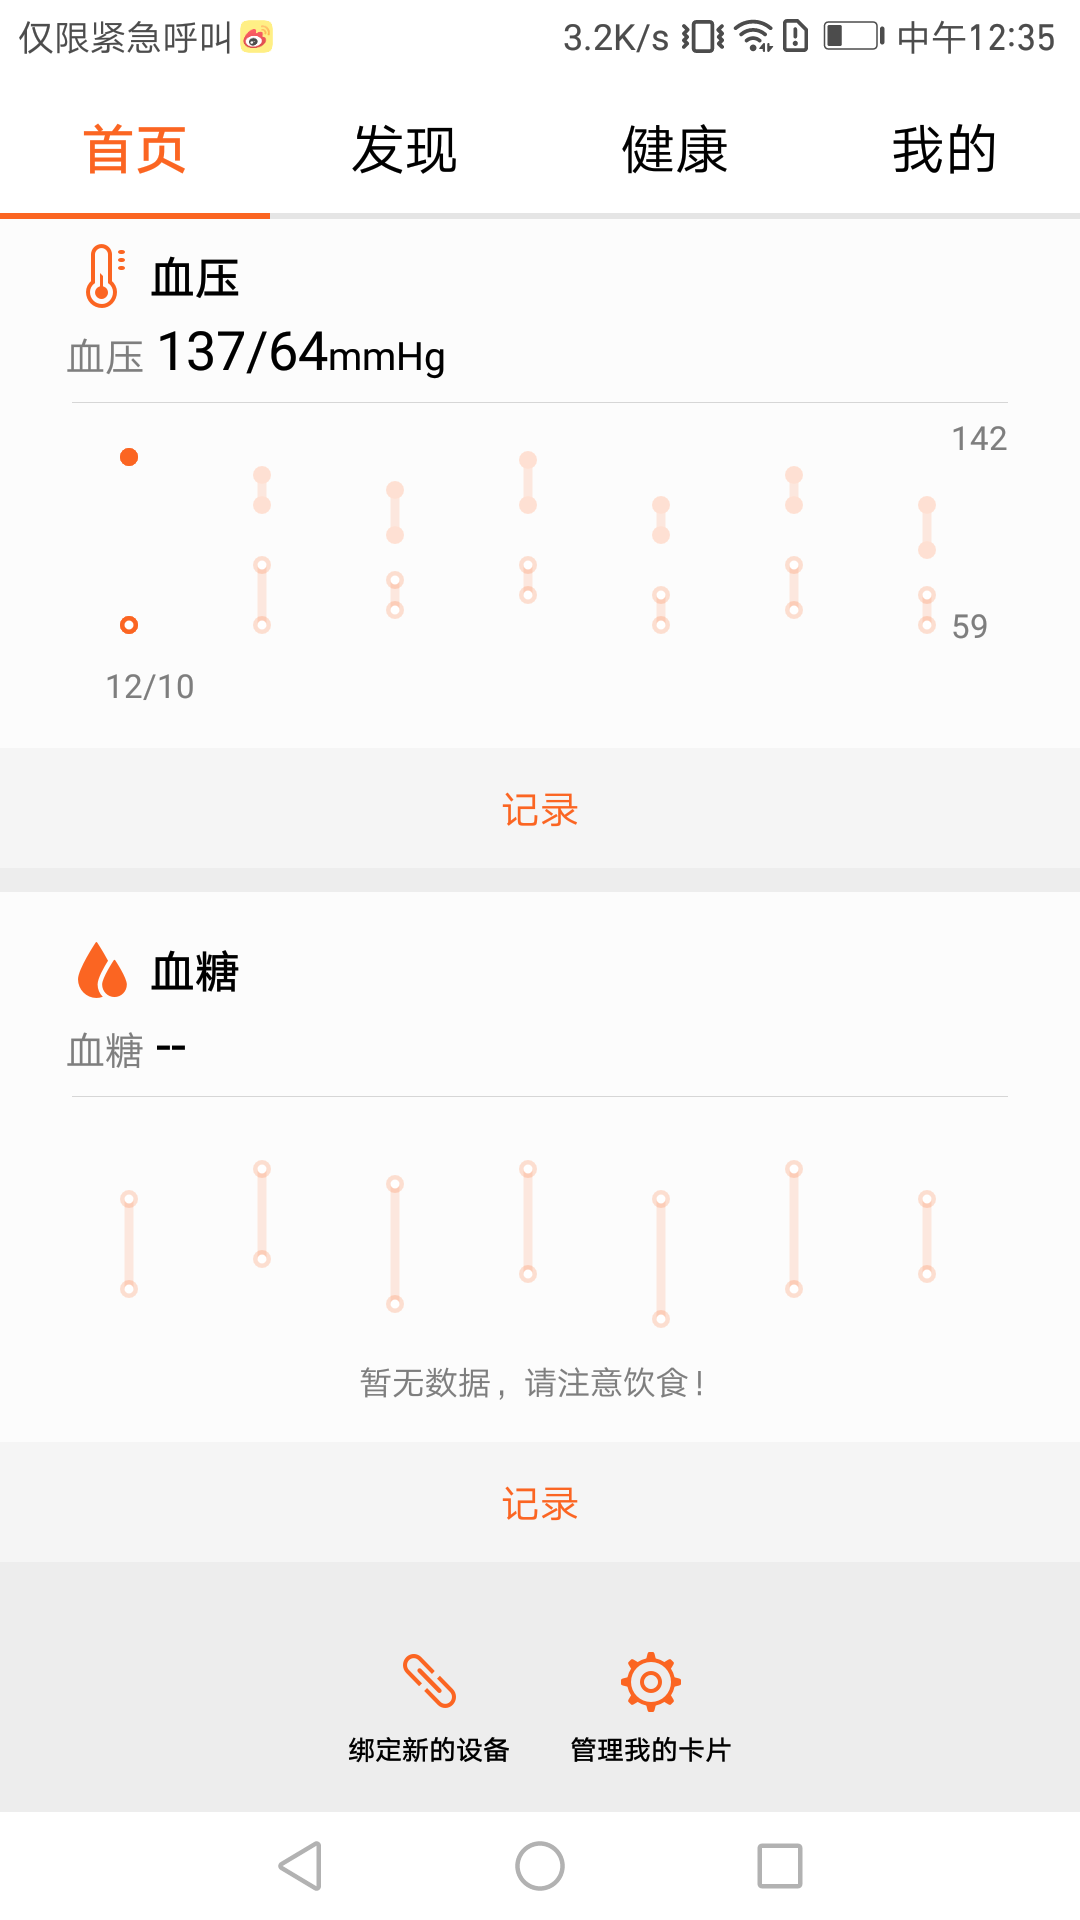 仅限紧急呼叫 3.2K/s 中午12:35
首页 发现 健康 我的
血压
血压 137/64mmHg
142
59
12/10
记录
血糖
血糖 --
暂无数据，请注意饮食！
记录
绑定新的设备 管理我的卡片